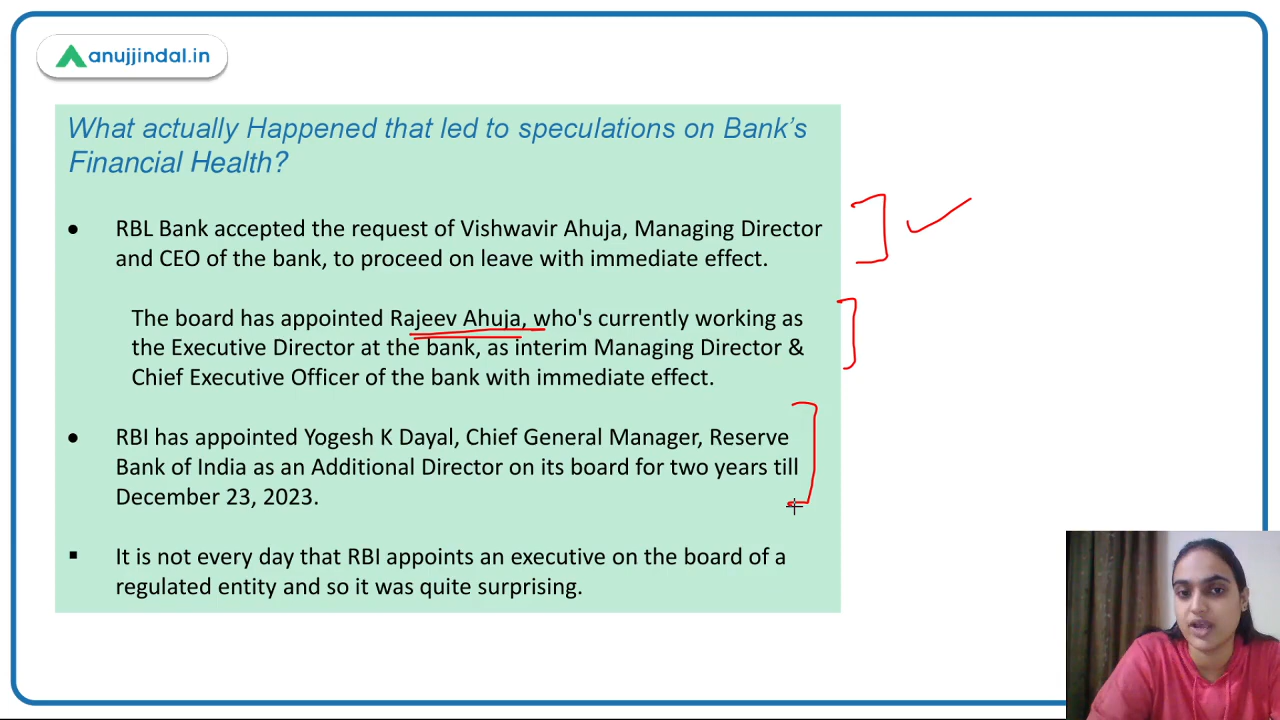 anujjindal.in
What actually Happened that led to speculations on Bank's
Financial Health?
● RBL Bank accepted the request of Vishwavir Ahuja, Managing Director
and CEO of the bank, to proceed on leave with immediate effect.
The board has appointed Rajeev Ahuja, who's currently working as
the Executive Director at the bank, as interim Managing Director &
Chief Executive Officer of the bank with immediate effect.
● RBI has appointed Yogesh K Dayal, Chief General Manager, Reserve
Bank of India as an Additional Director on its board for two years till
December 23, 2023.
▪ It is not every day that RBI appoints an executive on the board of a
regulated entity and so it was quite surprising.